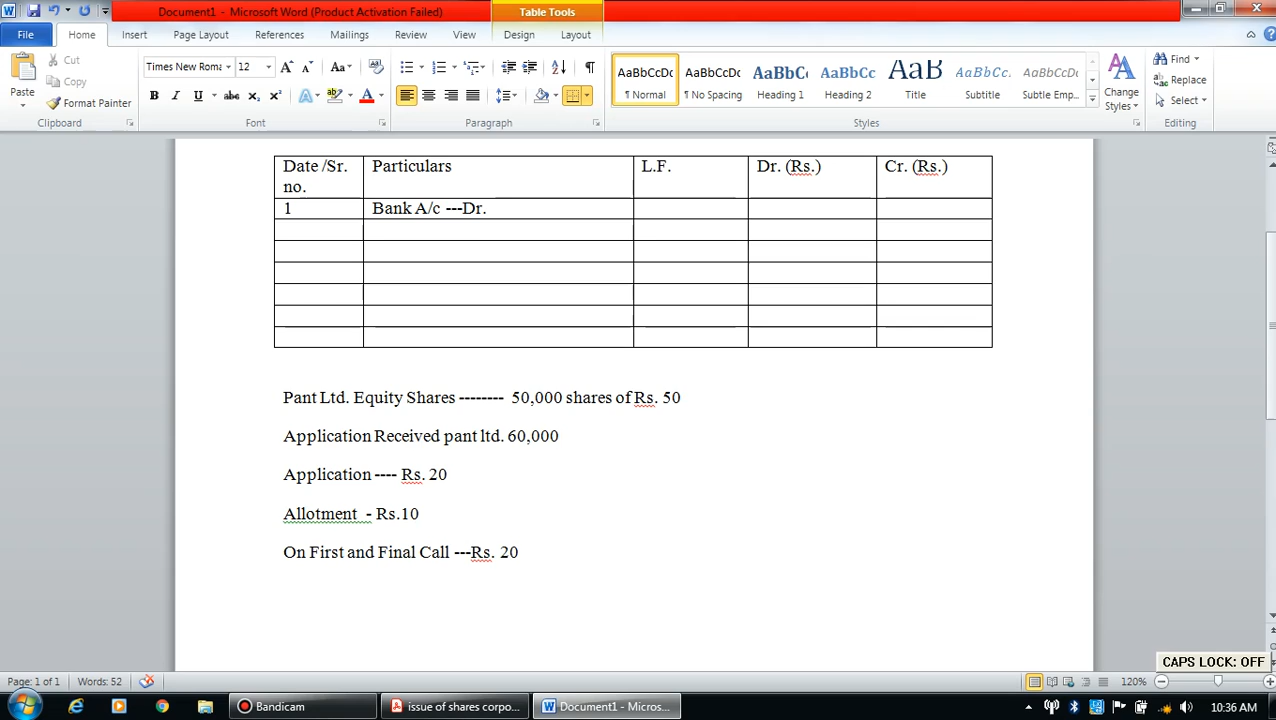 Document1 - Microsoft Word (Product Activation Failed)
Table Tools
File Home Insert Page Layout References Mailings Review View Design Layout
Paste
Cut
Copy
Format Painter
Clipboard
Times New Roma 12
Font
Paragraph
AaBbCcDc AaBbCcDc AaBbCc AaBbCc AaB AaBbCcL AaBbCcDc
¶ Normal ¶ No Spacing Heading 1 Heading 2 Title Subtitle Subtle Emp...
Change Styles
Styles
Find
Replace
Select
Editing
Date /Sr. no. Particulars L.F. Dr. (Rs.) Cr. (Rs.)
1 Bank A/c ---Dr.
Pant Ltd. Equity Shares -------- 50,000 shares of Rs. 50
Application Received pant ltd. 60,000
Application ---- Rs. 20
Allotment - Rs.10
On First and Final Call ---Rs. 20
CAPS LOCK: OFF
Page: 1 of 1 Words: 52 120%
Bandicam issue of shares corpo... Document1 - Micros... 10:36 AM